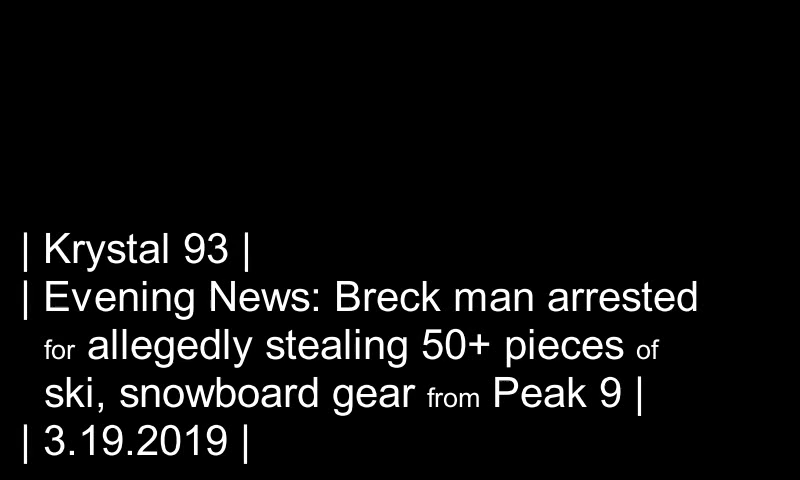 | Krystal 93 |
| Evening News: Breck man arrested
for allegedly stealing 50+ pieces of
ski, snowboard gear from Peak 9 |
| 3.19.2019 |